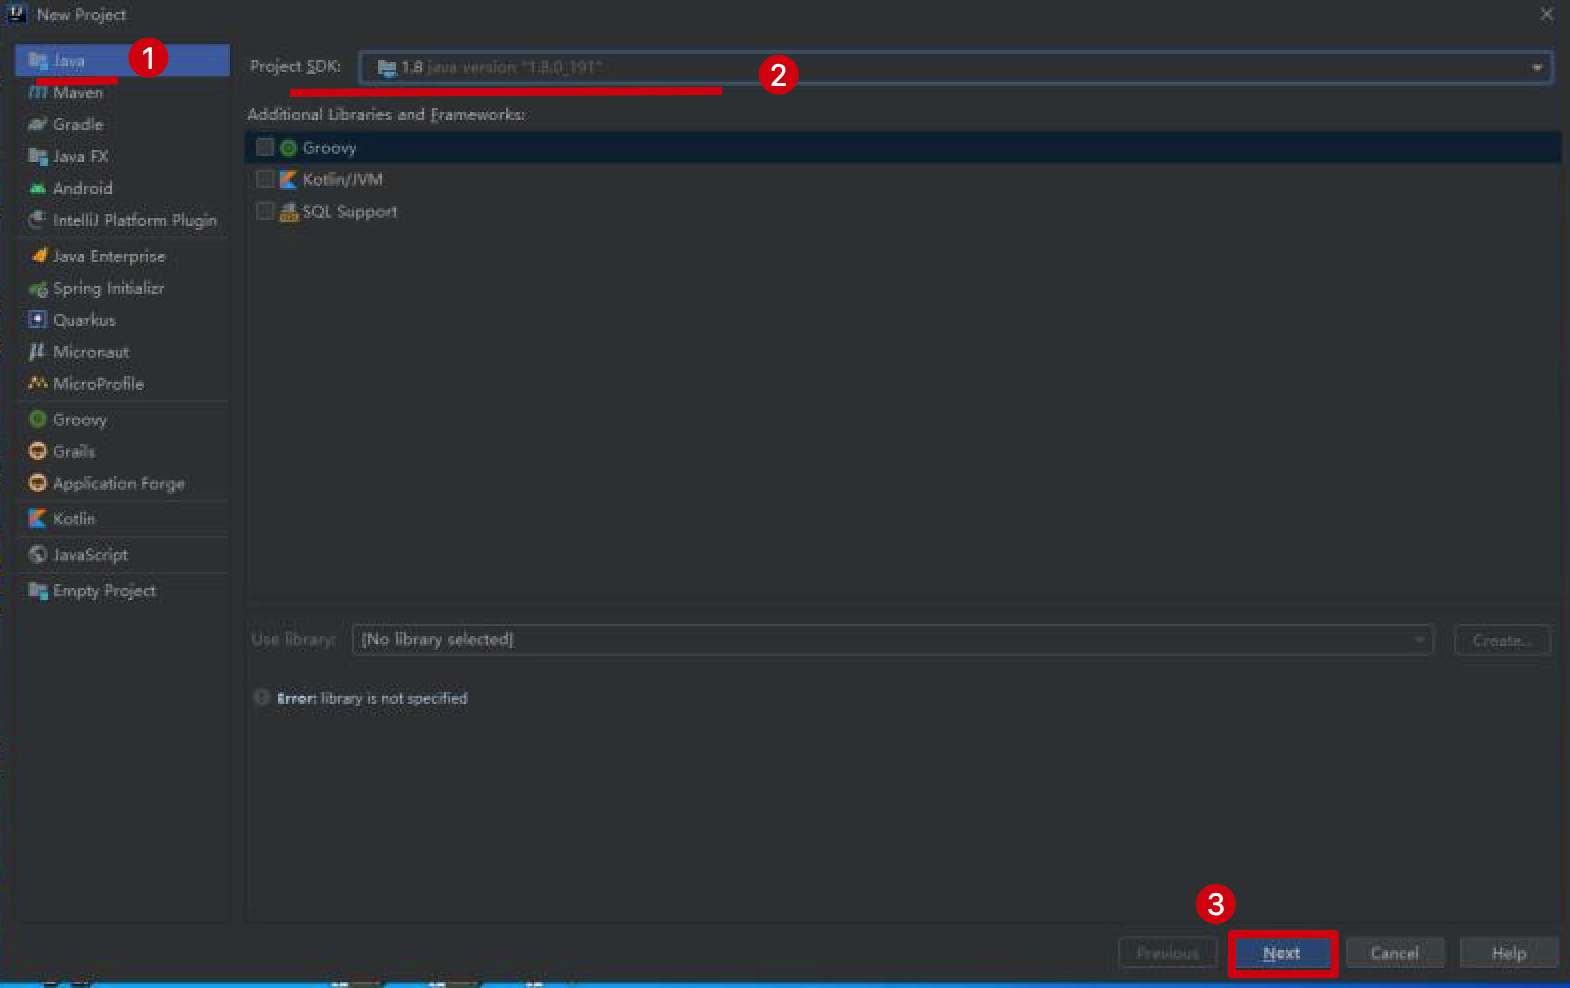 New Project
Java
1
Maven
Gradle
Java FX
Android
IntelliJ Platform Plugin
Java Enterprise
Spring Initializr
Quarkus
Micronaut
MicroProfile
Groovy
Grails
Application Forge
Kotlin
JavaScript
Empty Project
Project SDK: 1.8 java version "1.8.0_191"
2
Additional Libraries and Frameworks:
Groovy
Kotlin/JVM
SQL Support
Use library: [No library selected] Create...
Error: library is not specified
3
Previous Next Cancel Help